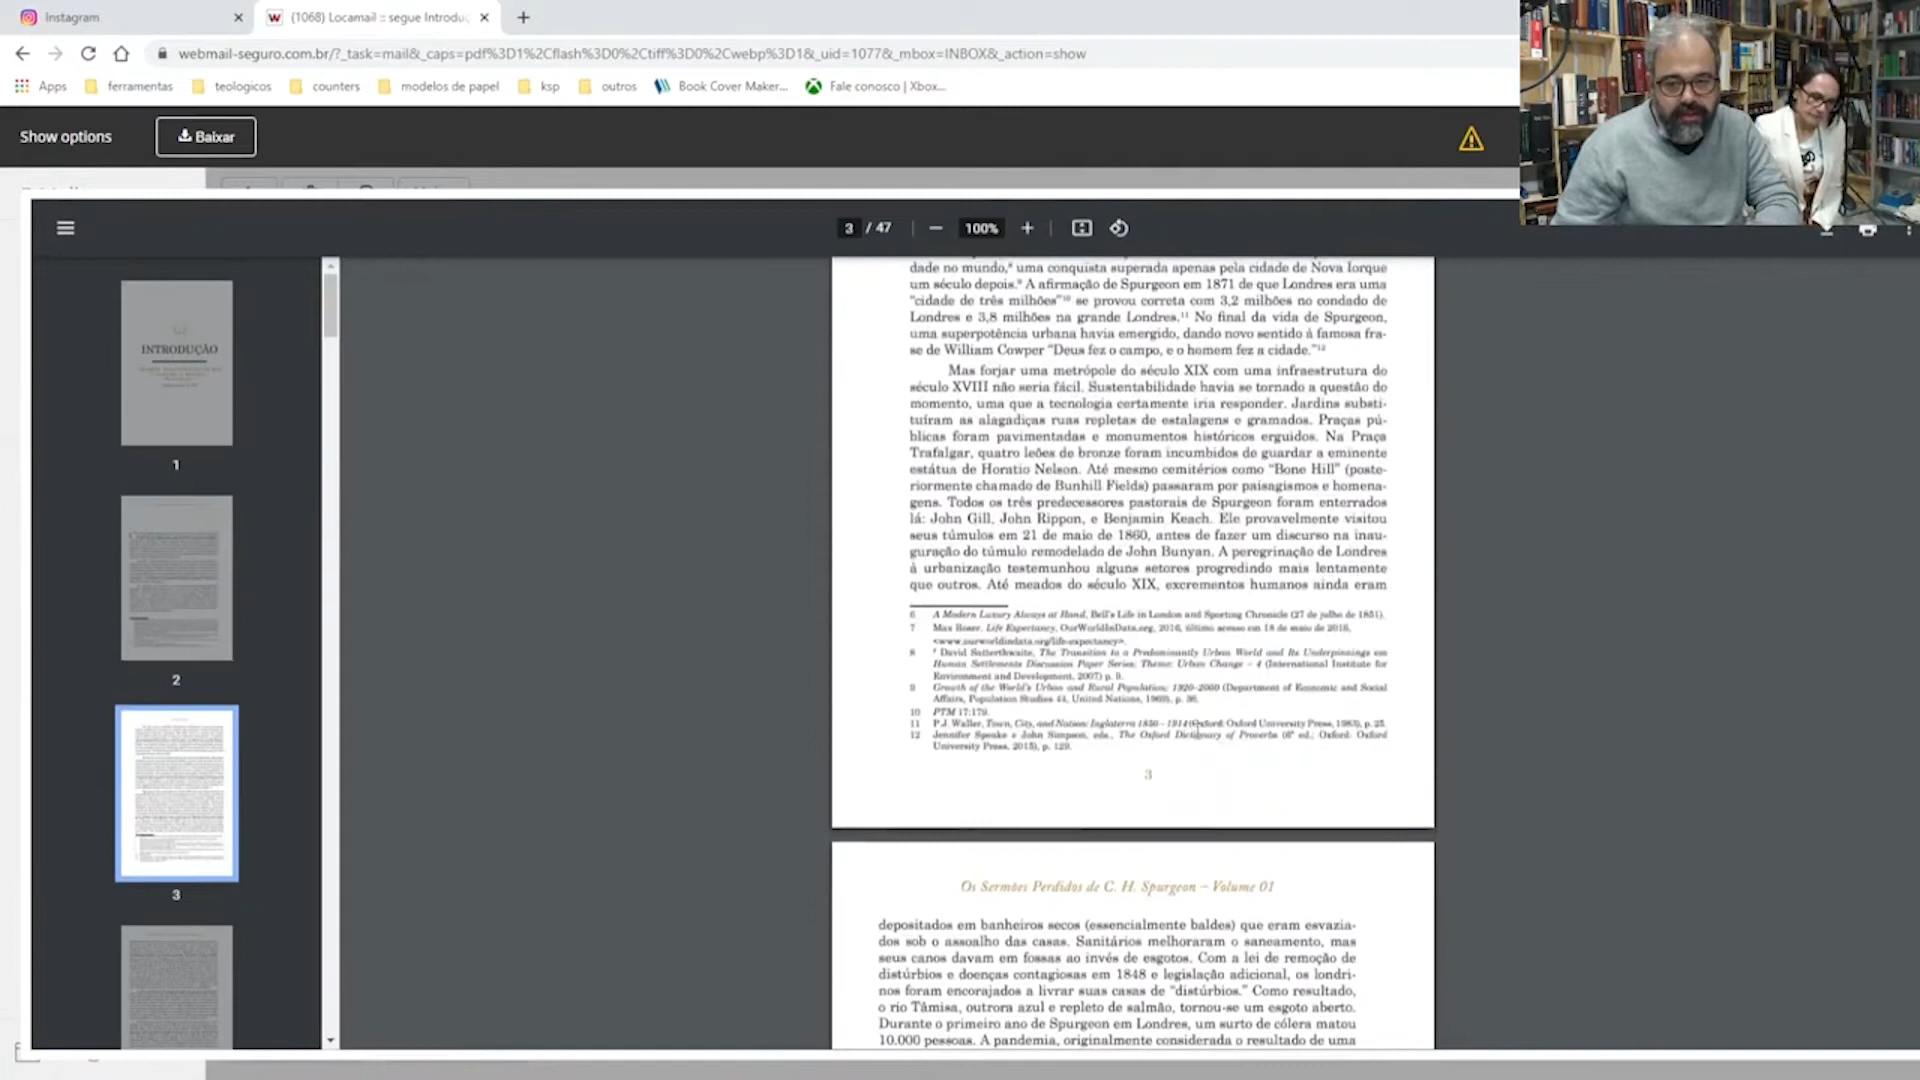 Instagram
(1068) Locamail :: segue Introdu
webmail-seguro.com.br/?_task=mail&_caps=pdf%3D1%2Cflash%3D0%2Ctiff%3D0%2Cwebp%3D1&_uid=1077&_mbox=INBOX&_action=show
Apps ferramentas teologicos counters modelos de papel ksp outros Book Cover Maker... Fale conosco | Xbox...
Show options Baixar
3 / 47 100%
INTRODUÇÃO
1
2
3
dade no mundo,⁸ uma conquista superada apenas pela cidade de Nova Iorque
um século depois.⁹ A afirmação de Spurgeon em 1871 de que Londres era uma
"cidade de três milhões"¹⁰ se provou correta com 3,2 milhões no condado de
Londres e 3,8 milhões na grande Londres.¹¹ No final da vida de Spurgeon,
uma superpotência urbana havia emergido, dando novo sentido à famosa fra-
se de William Cowper "Deus fez o campo, e o homem fez a cidade."¹²
Mas forjar uma metrópole do século XIX com uma infraestrutura do
século XVIII não seria fácil. Sustentabilidade havia se tornado a questão do
momento, uma que a tecnologia certamente iria responder. Jardins substi-
tuíram as alagadiças ruas repletas de estalagens e gramados. Praças pú-
blicas foram pavimentadas e monumentos históricos erguidos. Na Praça
Trafalgar, quatro leões de bronze foram incumbidos de guardar a eminente
estátua de Horatio Nelson. Até mesmo cemitérios como "Bone Hill" (poste-
riormente chamado de Bunhill Fields) passaram por paisagismos e homena-
gens. Todos os três predecessores pastorais de Spurgeon foram enterrados
lá: John Gill, John Rippon, e Benjamin Keach. Ele provavelmente visitou
seus túmulos em 21 de maio de 1860, antes de fazer um discurso na inau-
guração do túmulo remodelado de John Bunyan. A peregrinação de Londres
à urbanização testemunhou alguns setores progredindo mais lentamente
que outros. Até meados do século XIX, excrementos humanos ainda eram
6 A Modern Luxury Always at Hand, Bell's Life in London and Sporting Chronicle (27 de julho de 1851).
7 Max Roser, Life Expectancy, OurWorldInData.org, 2016, último acesso em 18 de maio de 2016,
<www.ourworldindata.org/life-expectancy>.
8 ⁸ David Satterthwaite, The Transition to a Predominantly Urban World and Its Underpinnings em
Human Settlements Discussion Paper Series: Theme: Urban Change – 4 (International Institute for
Environment and Development, 2007) p. 9.
9 Growth of the World's Urban and Rural Population: 1920–2000 (Department of Economic and Social
Affairs, Population Studies 44, United Nations, 1969), p. 36.
10 PTM 17:179.
11 P.J. Waller, Town, City, and Nation: Inglaterra 1850 – 1914 (Oxford: Oxford University Press, 1983), p. 25.
12 Jennifer Speake e John Simpson, eds., The Oxford Dictionary of Proverbs (6ª ed.; Oxford: Oxford
University Press, 2015), p. 129.
3
Os Sermões Perdidos de C. H. Spurgeon – Volume 01
depositados em banheiros secos (essencialmente baldes) que eram esvazia-
dos sob o assoalho das casas. Sanitários melhoraram o saneamento, mas
seus canos davam em fossas ao invés de esgotos. Com a lei de remoção de
distúrbios e doenças contagiosas em 1848 e legislação adicional, os londri-
nos foram encorajados a livrar suas casas de "distúrbios." Como resultado,
o rio Tâmisa, outrora azul e repleto de salmão, tornou-se um esgoto aberto.
Durante o primeiro ano de Spurgeon em Londres, um surto de cólera matou
10.000 pessoas. A pandemia, originalmente considerada o resultado de uma